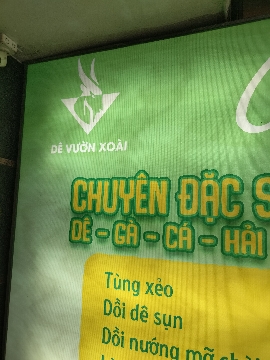 DÊ VƯỜN XOÀI
CHUYÊN ĐẶC
DÊ - GÀ - CÁ - HẢI
Tùng xẻo
Dồi dê sụn
Dồi nướng mỡ